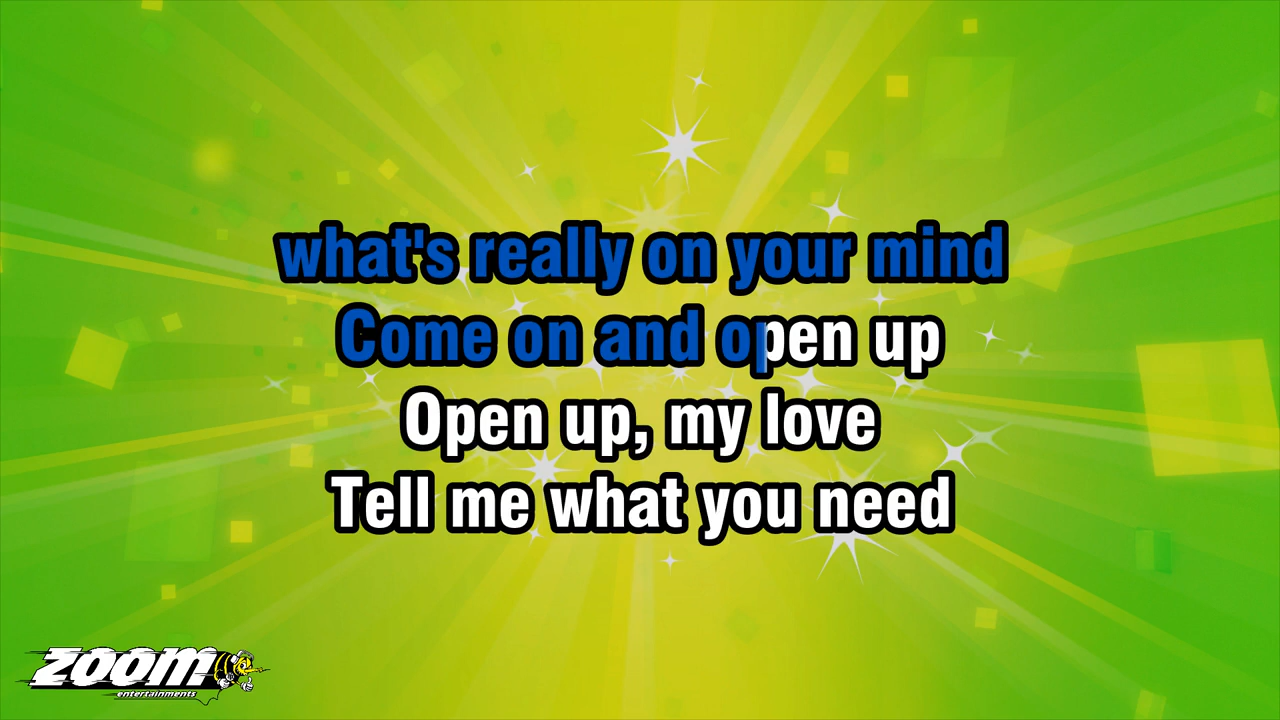 what's really on your mind
Come on and open up
Open up, my love
Tell me what you need
ZOOM
entertainments